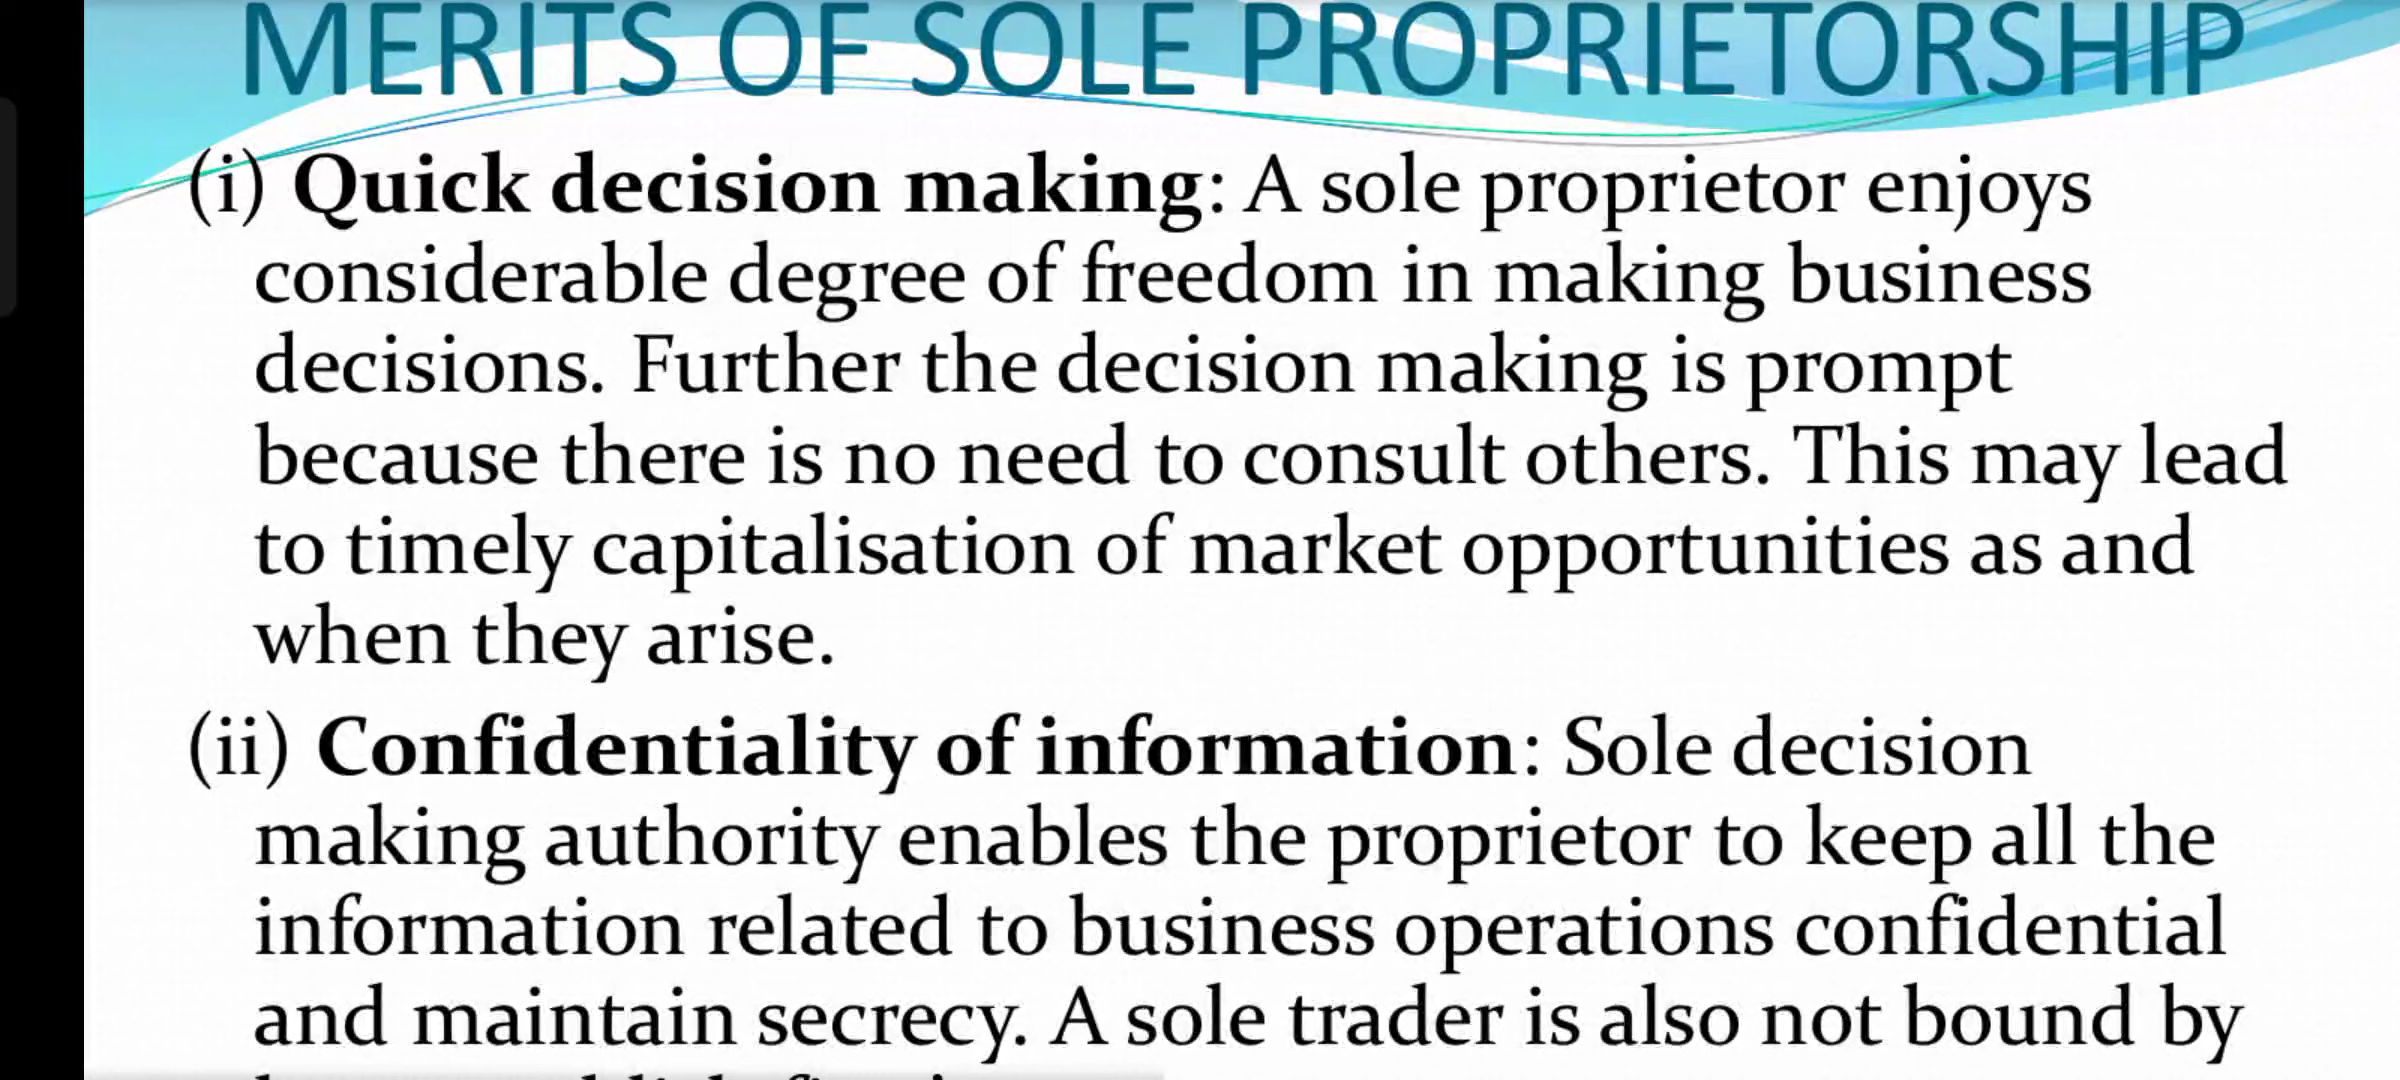 MERITS OF SOLE PROPRIETORSHIP
(i) Quick decision making: A sole proprietor enjoys
considerable degree of freedom in making business
decisions. Further the decision making is prompt
because there is no need to consult others. This may lead
to timely capitalisation of market opportunities as and
when they arise.
(ii) Confidentiality of information: Sole decision
making authority enables the proprietor to keep all the
information related to business operations confidential
and maintain secrecy. A sole trader is also not bound by